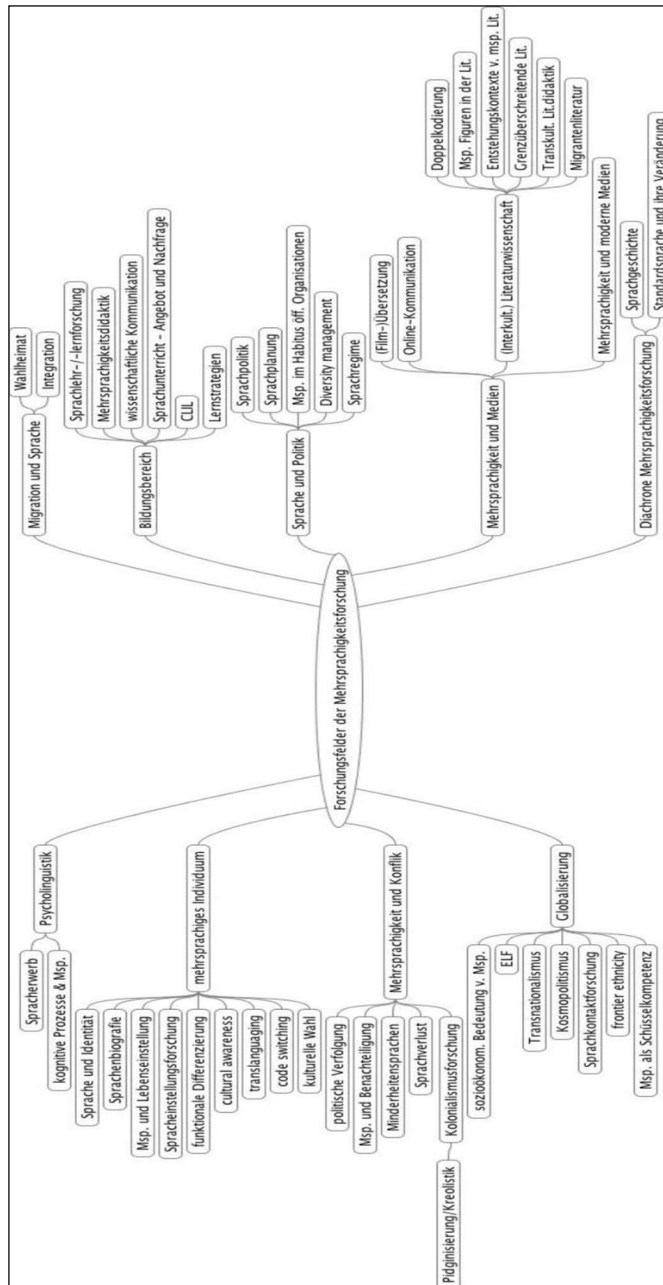 Forschungsfelder der Mehrsprachigkeitsforschung
Psycholinguistik
Spracherwerb
kognitive Prozesse & Msp.
mehrsprachiges Individuum
Sprache und Identität
Sprachenbiografie
Msp. und Lebenseinstellung
Spracheinstellungsforschung
funktionale Differenzierung
cultural awareness
translanguaging
code switching
kulturelle Wahl
Mehrsprachigkeit und Konflik
politische Verfolgung
Msp. und Benachteiligung
Minderheitensprachen
Sprachverlust
Kolonialismusforschung
Pidginisierung/Kreolistik
Globalisierung
sozioökonom. Bedeutung v. Msp.
ELF
Transnationalismus
Kosmopolitismus
Sprachkontaktforschung
frontier ethnicity
Msp. als Schüsselkompetenz
Migration und Sprache
Wahlheimat
Integration
Bildungsbereich
Sprachlehr-/-lernforschung
Mehrsprachigkeitsdidaktik
wissenschaftliche Kommunikation
Sprachunterricht - Angebot und Nachfrage
CLIL
Lernstrategien
Sprache und Politik
Sprachpolitik
Sprachplanung
Msp. im Habitus öff. Organisationen
Diversity management
Sprachregime
Mehrsprachigkeit und Medien
(Film-)Übersetzung
Online-Kommunikation
(Interkult.) Literaturwissenschaft
Doppelkodierung
Msp. Figuren in der Lit.
Entstehungskontexte v. msp. Lit.
Grenzüberschreitende Lit.
Transkult. Lit.didaktik
Migrantenliteratur
Mehrsprachigkeit und moderne Medien
Diachrone Mehrsprachigkeitsforschung
Sprachgeschichte
Standardsprache und ihre Veränderung